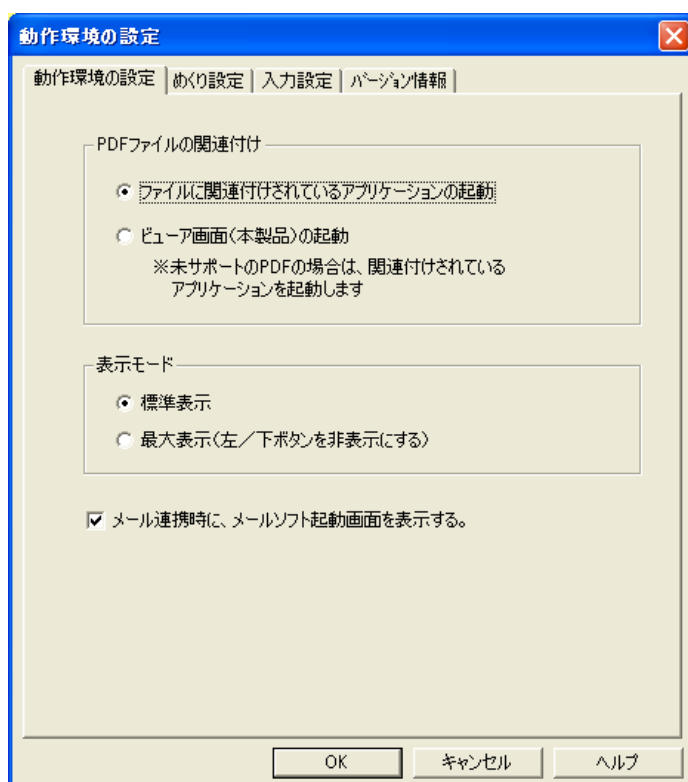 動作環境の設定
動作環境の設定 めくり設定 入力設定 バージョン情報
PDFファイルの関連付け
ファイルに関連付けされているアプリケーションの起動
ビューア画面(本製品)の起動
※未サポートのPDFの場合は、関連付けされている
アプリケーションを起動します
表示モード
標準表示
最大表示(左/下ボタンを非表示にする)
メール連携時に、メールソフト起動画面を表示する。
OK キャンセル ヘルプ